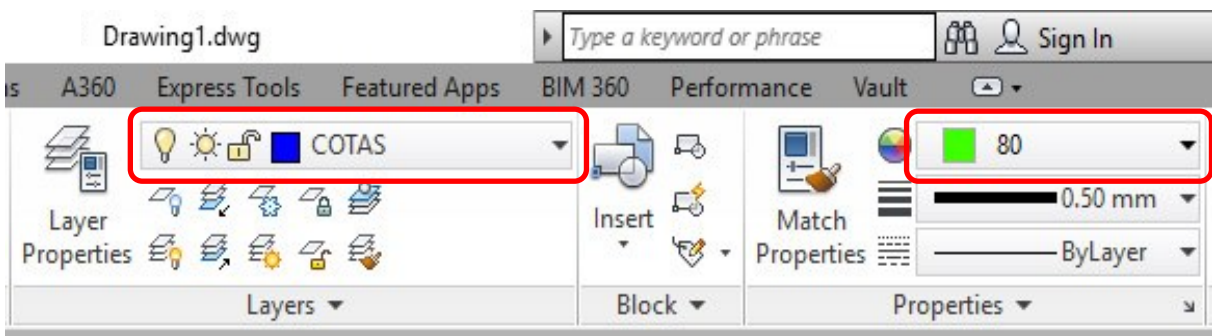 Drawing1.dwg
Type a keyword or phrase
Sign In
s A360 Express Tools Featured Apps BIM 360 Performance Vault
COTAS
80
0.50 mm
ByLayer
Layer
Properties
Insert
Match
Properties
Layers
Block
Properties